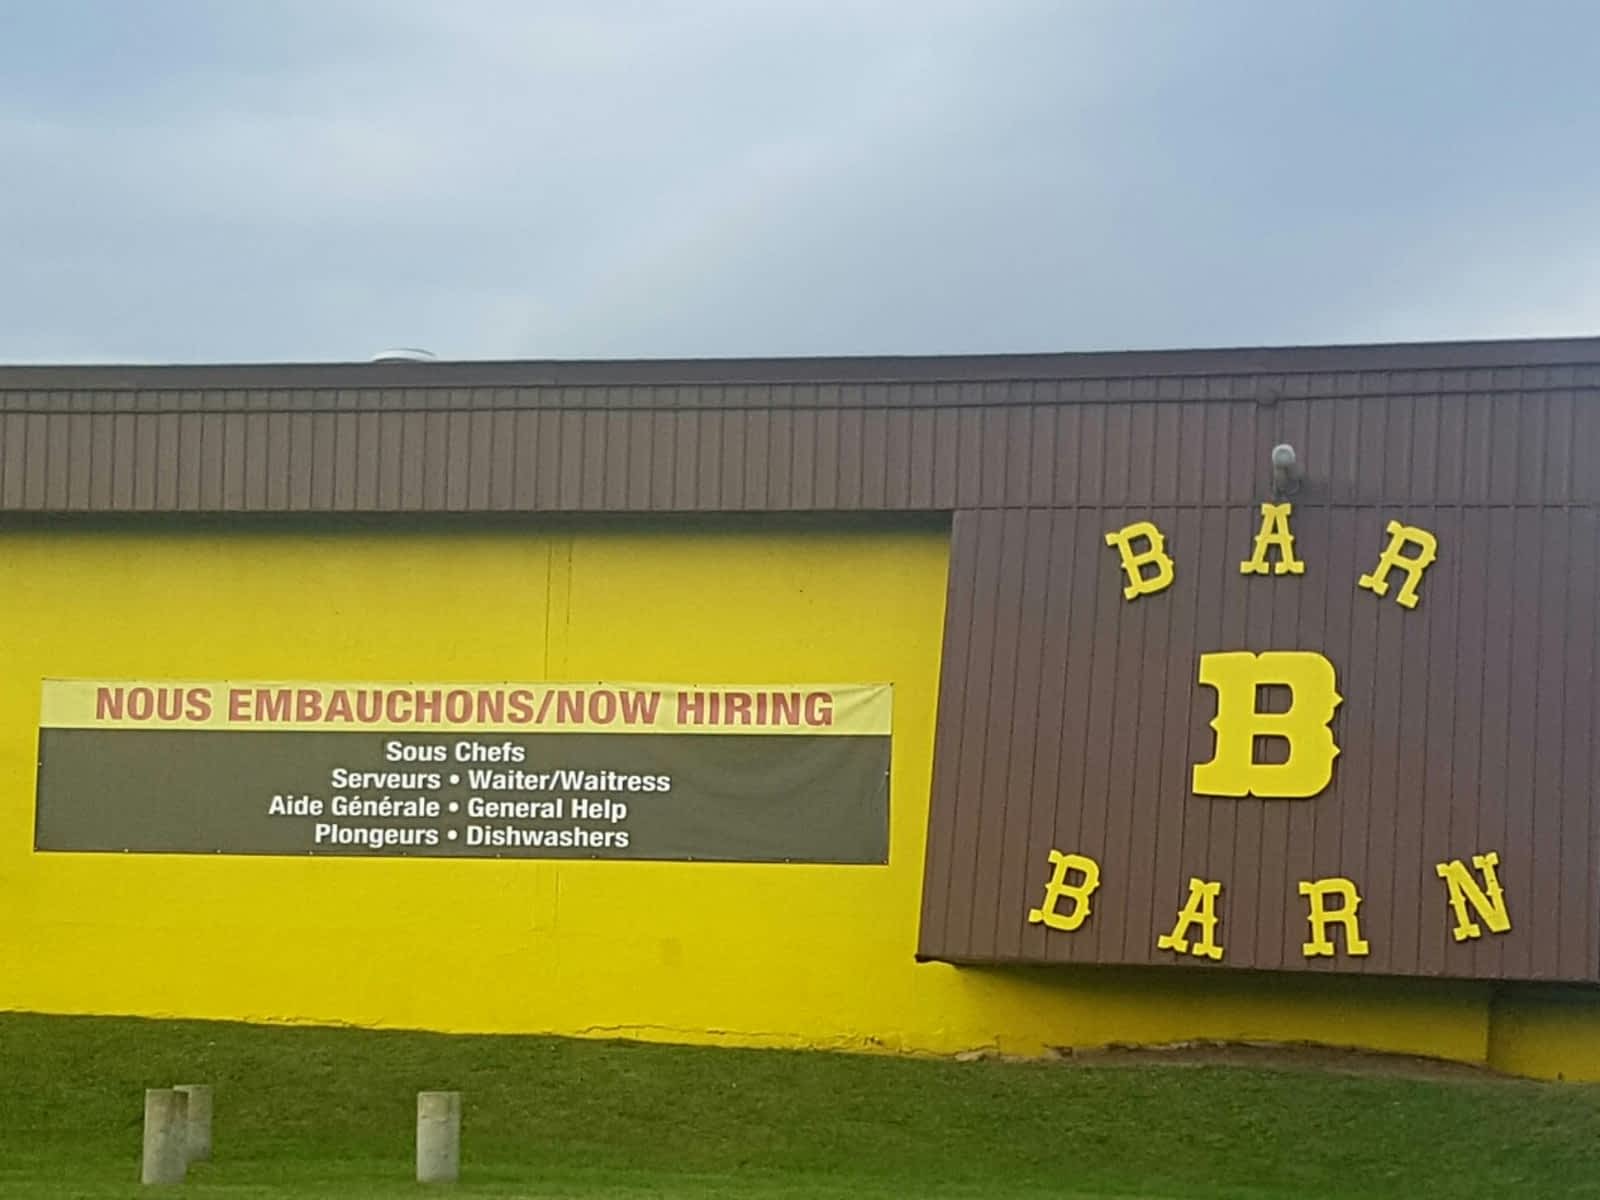 NOUS EMBAUCHONS/NOW HIRING
Sous Chefs
Serveurs • Waiter/Waitress
Aide Générale • General Help
Plongeurs • Dishwashers
BAR
B
BARN